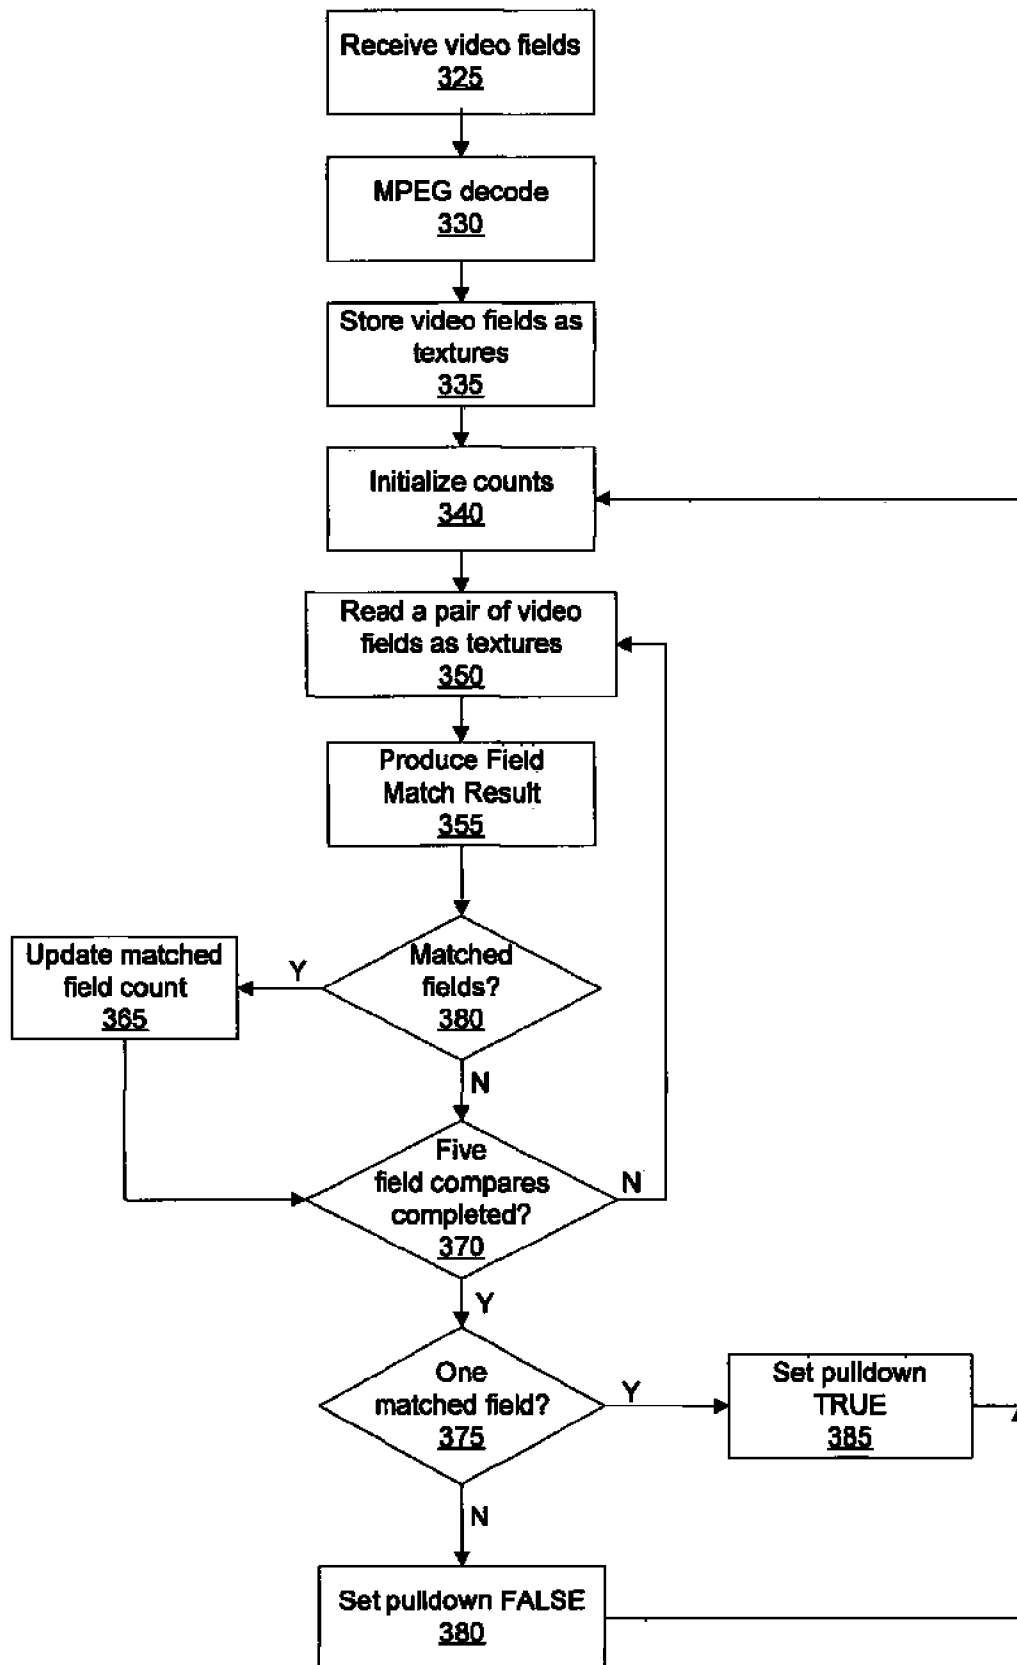 Receive video fields
325
MPEG decode
330
Store video fields as
textures
335
Initialize counts
340
Read a pair of video
fields as textures
350
Produce Field
Match Result
355
Matched
fields?
380
Y
N
Update matched
field count
365
Five
field compares
completed?
370
N
Y
One
matched field?
375
Y
N
Set pulldown
TRUE
385
Set pulldown FALSE
380